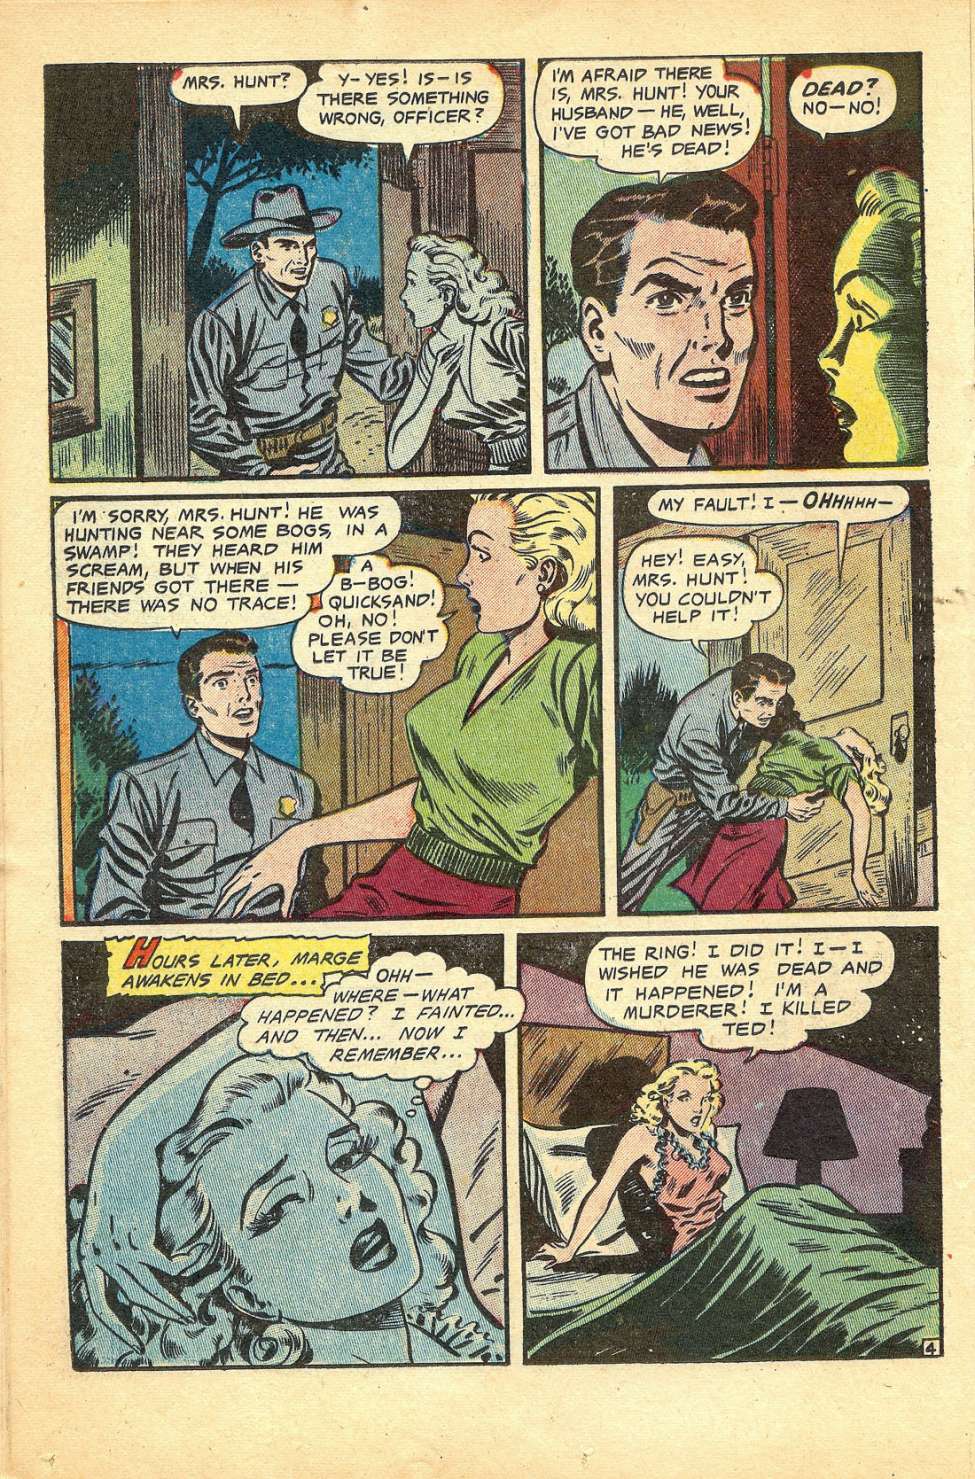 MRS. HUNT?
Y-YES! IS-IS
THERE SOMETHING
WRONG, OFFICER?
I'M AFRAID THERE
IS, MRS. HUNT! YOUR
HUSBAND — HE, WELL,
I'VE GOT BAD NEWS!
HE'S DEAD!
DEAD?
NO-NO!
I'M SORRY, MRS. HUNT! HE WAS
HUNTING NEAR SOME BOGS, IN A
SWAMP! THEY HEARD HIM
SCREAM, BUT WHEN HIS
FRIENDS GOT THERE —
THERE WAS NO TRACE!
A
B-BOG!
QUICKSAND!
OH, NO!
PLEASE DON'T
LET IT BE
TRUE!
MY FAULT! I — OHHHHH —
HEY! EASY,
MRS. HUNT!
YOU COULDN'T
HELP IT!
HOURS LATER, MARGE
AWAKENS IN BED...
OHH —
WHERE — WHAT
HAPPENED? I FAINTED...
AND THEN... NOW I
REMEMBER...
THE RING! I DID IT! I — I
WISHED HE WAS DEAD AND
IT HAPPENED! I'M A
MURDERER! I KILLED
TED!
4